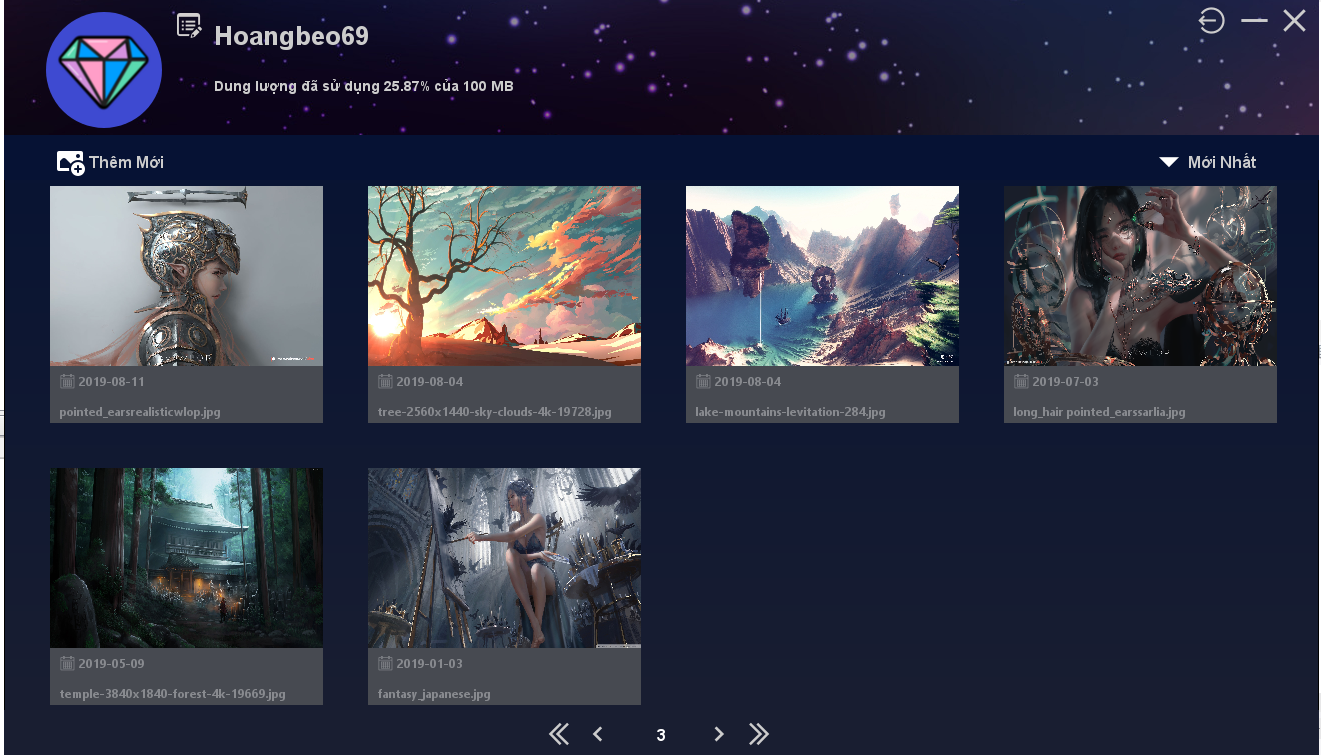 Hoangbeo69
Dung lượng đã sử dụng 25.87% của 100 MB
Thêm Mới
Mới Nhất
2019-08-11
pointed_earsrealisticwlop.jpg
2019-08-04
tree-2560x1440-sky-clouds-4k-19728.jpg
2019-08-04
lake-mountains-levitation-284.jpg
2019-07-03
long_hair pointed_earssarlia.jpg
2019-05-09
temple-3840x1840-forest-4k-19669.jpg
2019-01-03
fantasy_japanese.jpg
3